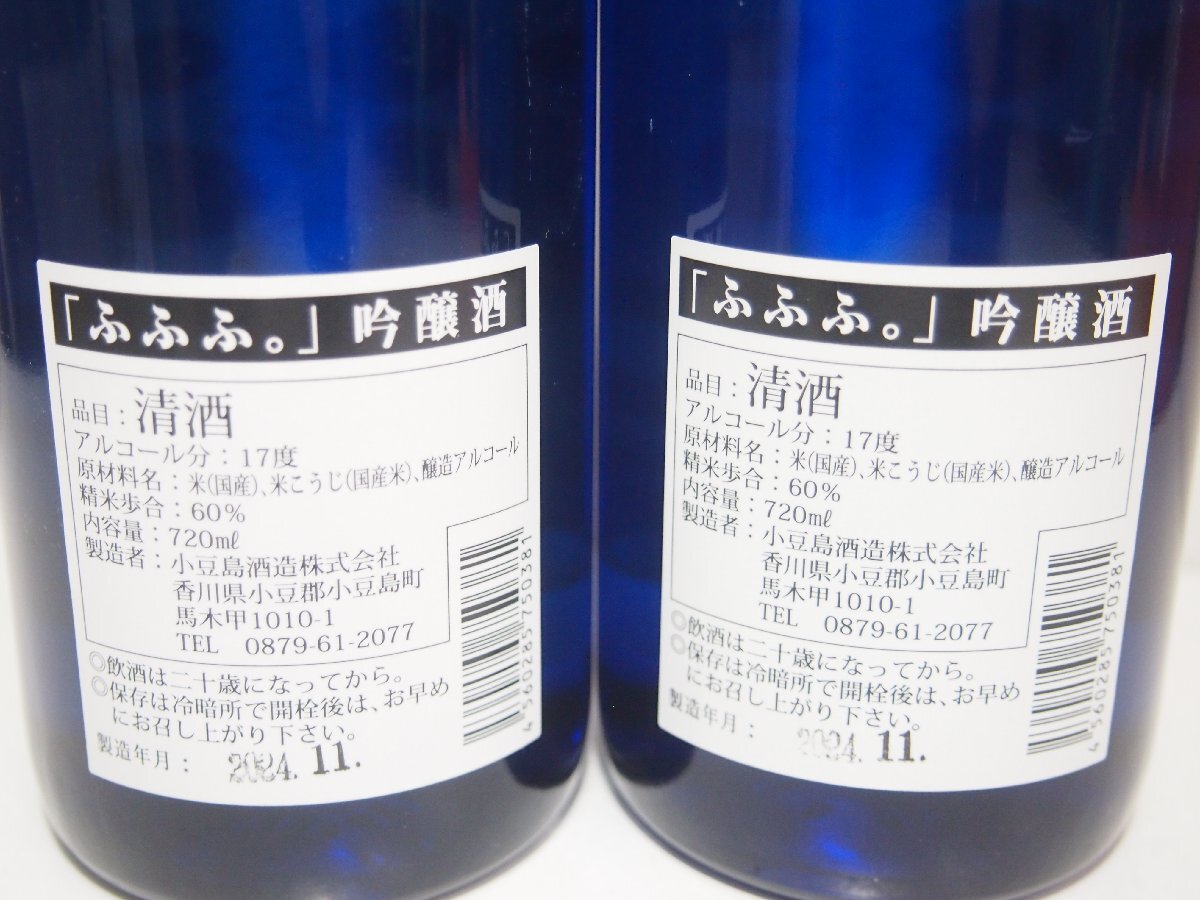 「ふふふ。」吟醸酒
品目：清酒
アルコール分：17度
原材料名：米(国産)、米こうじ(国産米)、醸造アルコール
精米歩合：60%
内容量：720㎖
製造者：小豆島酒造株式会社
香川県小豆郡小豆島町
馬木甲1010-1
TEL 0879-61-2077
◎飲酒は二十歳になってから。
◎保存は冷暗所で開栓後は、お早め
にお召し上がり下さい。
製造年月：2024.11.
4560285750381
「ふふふ。」吟醸酒
品目：清酒
アルコール分：17度
原材料名：米(国産)、米こうじ(国産米)、醸造アルコール
精米歩合：60%
内容量：720㎖
製造者：小豆島酒造株式会社
香川県小豆郡小豆島町
馬木甲1010-1
TEL 0879-61-2077
◎飲酒は二十歳になってから。
◎保存は冷暗所で開栓後は、お早め
にお召し上がり下さい。
製造年月：2024.11.
4560285750381